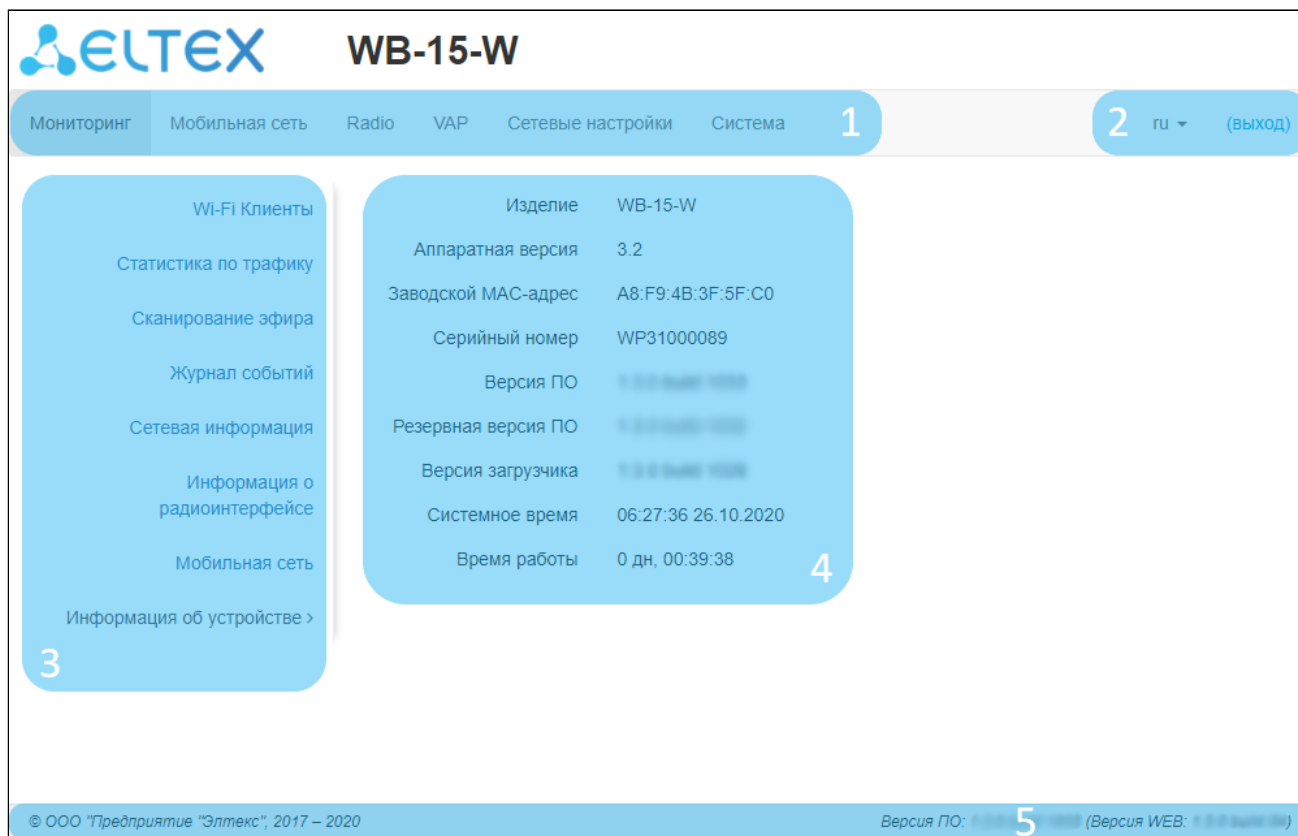 ELTEX WB-15-W
Мониторинг Мобильная сеть Radio VAP Сетевые настройки Система 1 2 ru (выход)
Wi-Fi Клиенты
Статистика по трафику
Сканирование эфира
Журнал событий
Сетевая информация
Информация о
радиоинтерфейсе
Мобильная сеть
Информация об устройстве >
3
Изделие WB-15-W
Аппаратная версия 3.2
Заводской MAC-адрес A8:F9:4B:3F:5F:C0
Серийный номер WP31000089
Версия ПО
Резервная версия ПО
Версия загрузчика
Системное время 06:27:36 26.10.2020
Время работы 0 дн, 00:39:38
4
© ООО "Предприятие "Элтекс", 2017 – 2020
Версия ПО: 5 (Версия WEB: )